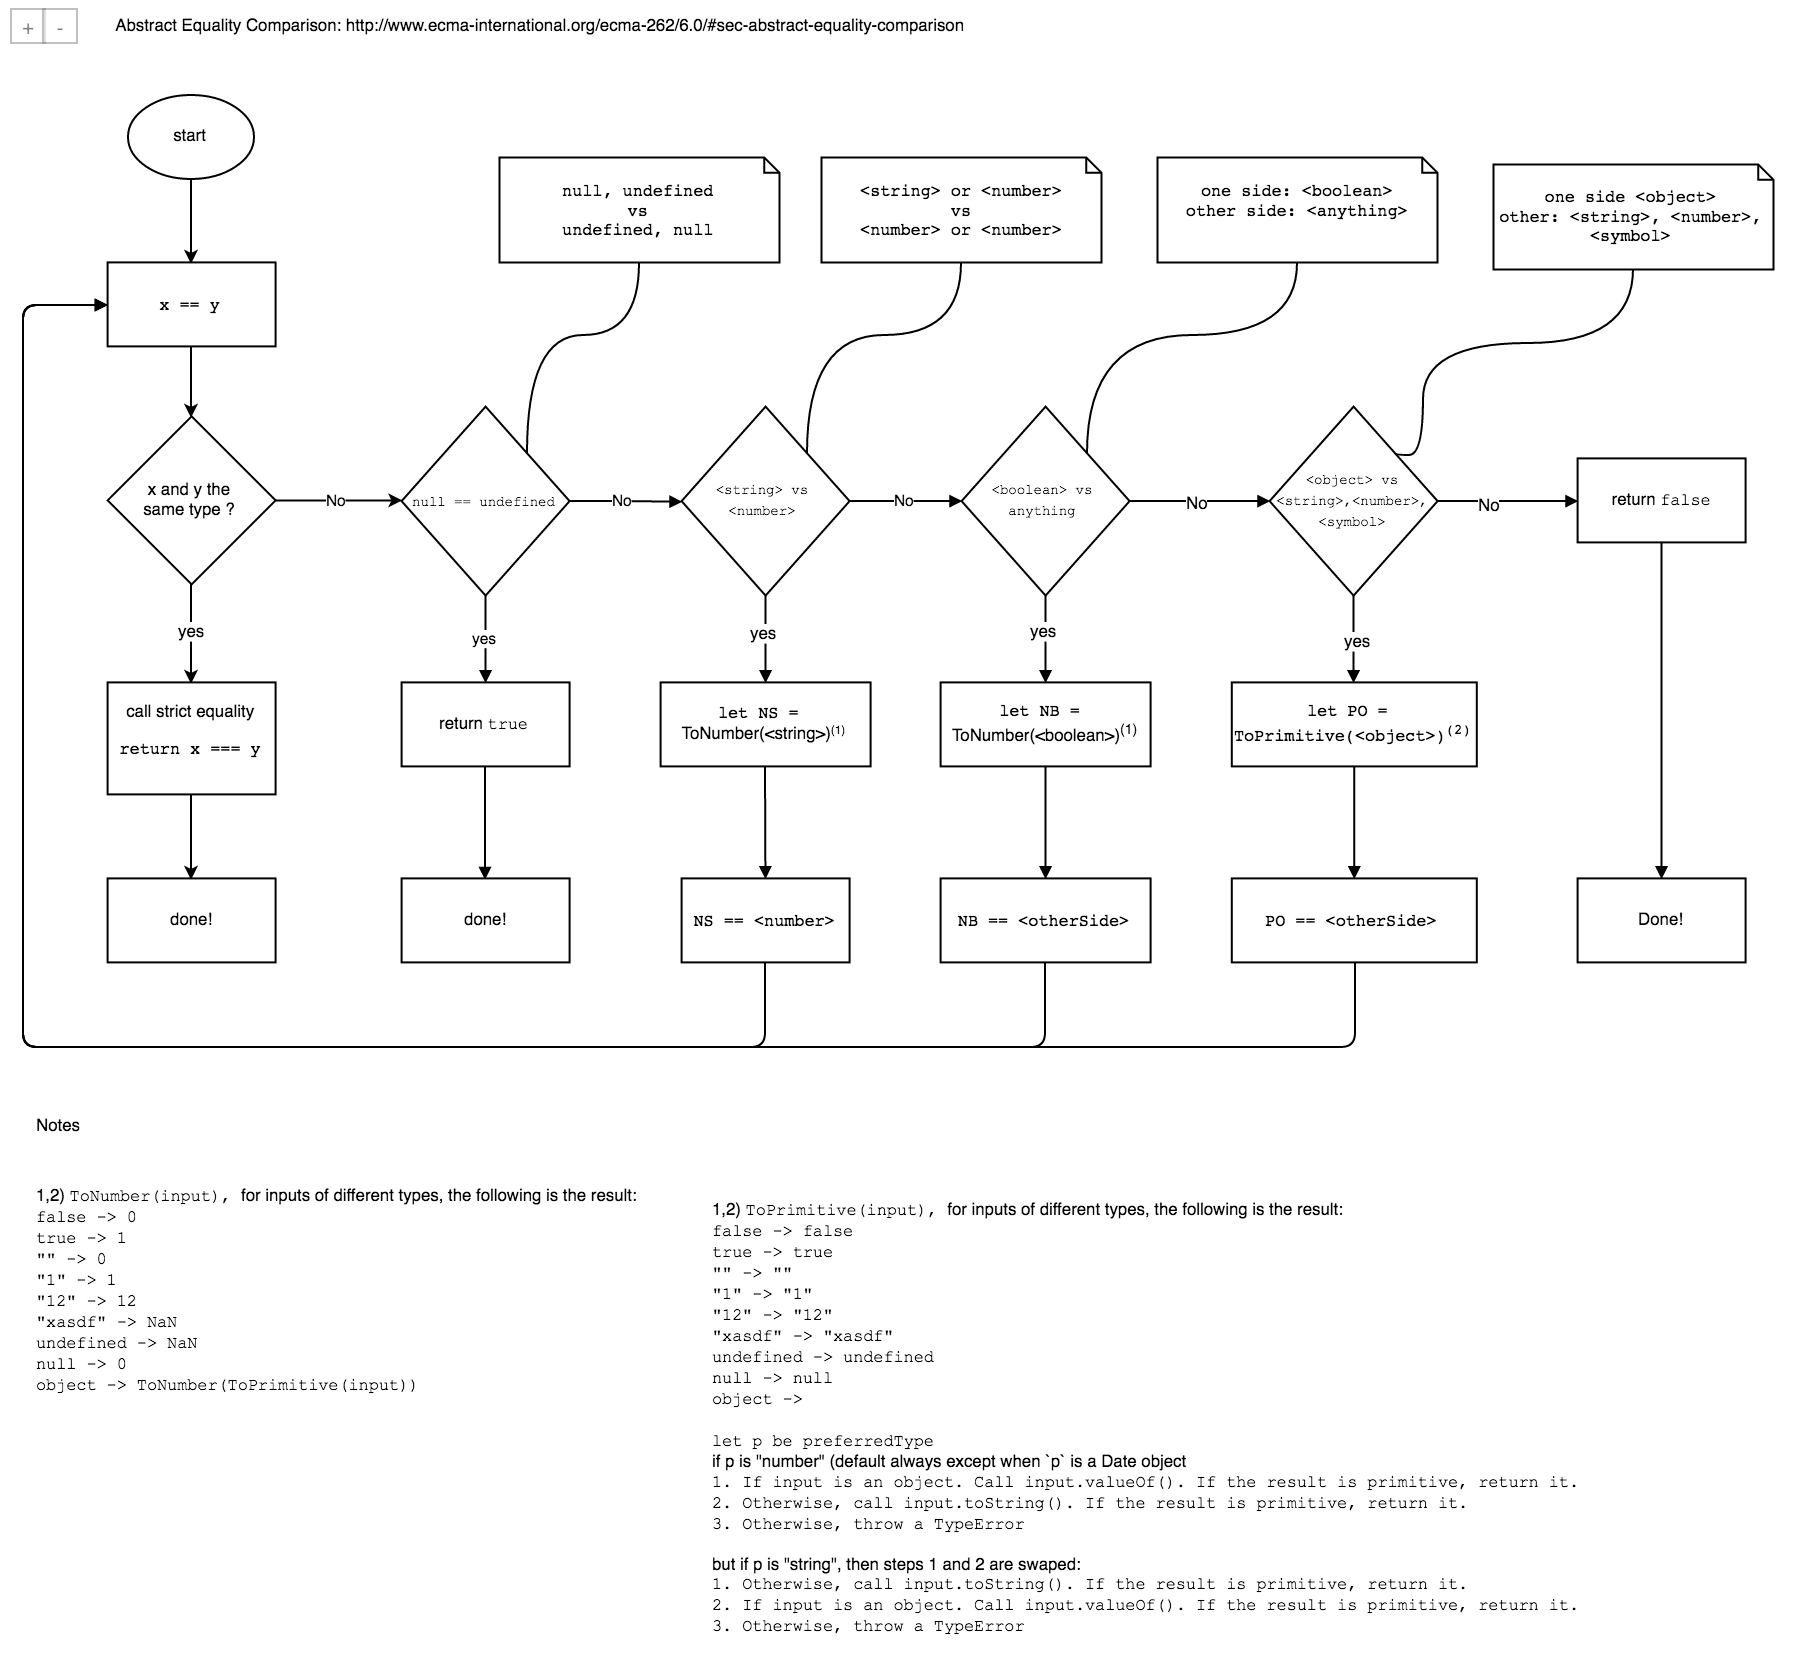 + -
Abstract Equality Comparison: http://www.ecma-international.org/ecma-262/6.0/#sec-abstract-equality-comparison
start
null, undefined
vs
undefined, null
<string> or <number>
vs
<number> or <number>
one side: <boolean>
other side: <anything>
one side <object>
other: <string>, <number>,
<symbol>
x == y
x and y the
same type ?
No
null == undefined
No
<string> vs
<number>
No
<boolean> vs
anything
No
<object> vs
<string>,<number>,
<symbol>
No
return false
yes
yes
yes
yes
yes
call strict equality
return x === y
return true
let NS =
ToNumber(<string>)(1)
let NB =
ToNumber(<boolean>)(1)
let PO =
ToPrimitive(<object>)(2)
done!
done!
NS == <number>
NB == <otherSide>
PO == <otherSide>
Done!
Notes
1,2) ToNumber(input), for inputs of different types, the following is the result:
false -> 0
true -> 1
"" -> 0
"1" -> 1
"12" -> 12
"xasdf" -> NaN
undefined -> NaN
null -> 0
object -> ToNumber(ToPrimitive(input))
1,2) ToPrimitive(input), for inputs of different types, the following is the result:
false -> false
true -> true
"" -> ""
"1" -> "1"
"12" -> "12"
"xasdf" -> "xasdf"
undefined -> undefined
null -> null
object ->
let p be preferredType
if p is "number" (default always except when `p` is a Date object
1. If input is an object. Call input.valueOf(). If the result is primitive, return it.
2. Otherwise, call input.toString(). If the result is primitive, return it.
3. Otherwise, throw a TypeError
but if p is "string", then steps 1 and 2 are swaped:
1. Otherwise, call input.toString(). If the result is primitive, return it.
2. If input is an object. Call input.valueOf(). If the result is primitive, return it.
3. Otherwise, throw a TypeError